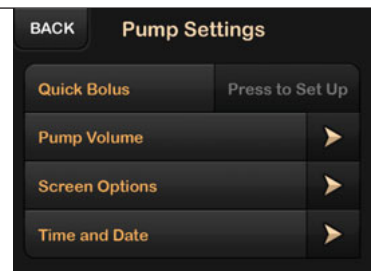 BACK Pump Settings
Quick Bolus Press to Set Up
Pump Volume
Screen Options
Time and Date